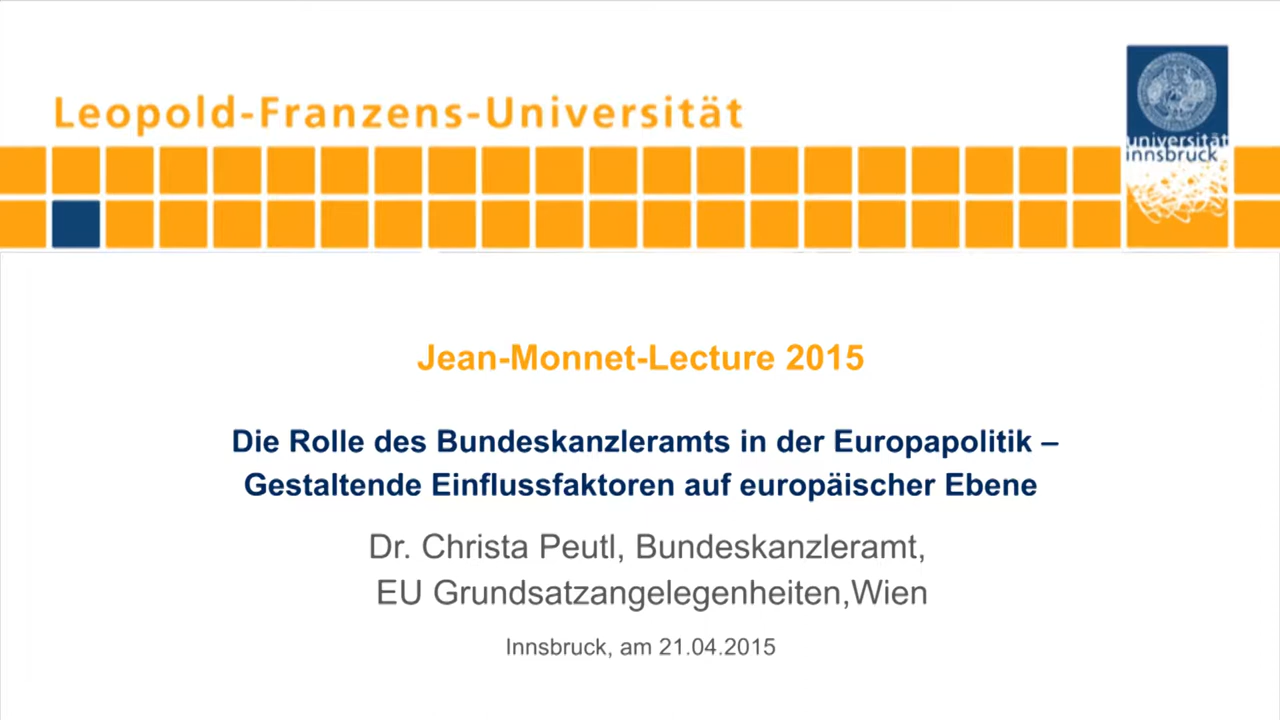 Leopold-Franzens-Universität
universität
innsbruck
Jean-Monnet-Lecture 2015
Die Rolle des Bundeskanzleramts in der Europapolitik –
Gestaltende Einflussfaktoren auf europäischer Ebene
Dr. Christa Peutl, Bundeskanzleramt,
EU Grundsatzangelegenheiten,Wien
Innsbruck, am 21.04.2015